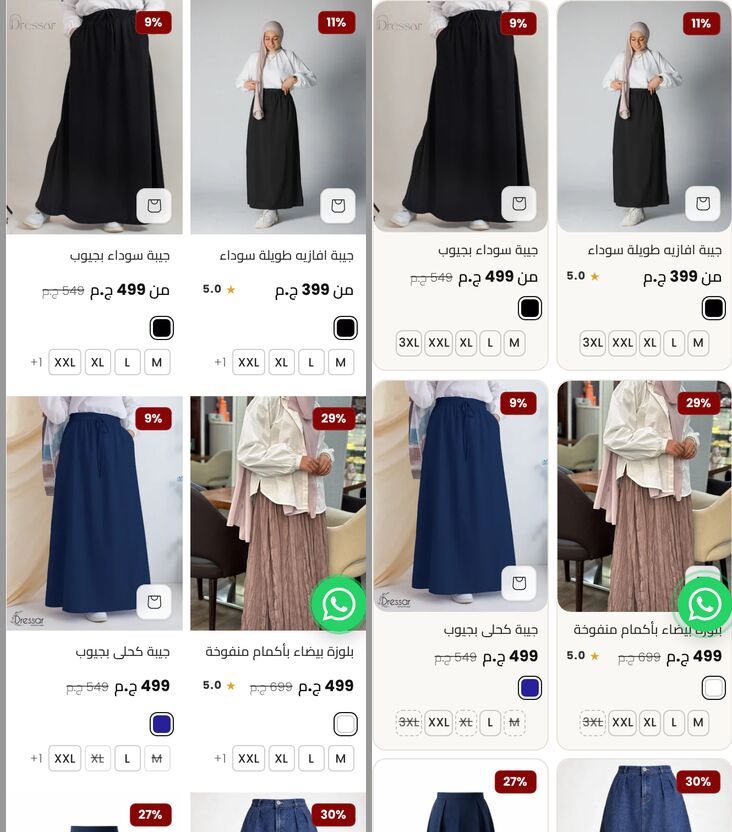 Dressar
9%
11%
جيبة سوداء بجيوب
جيبة افازيه طويلة سوداء
من 499 ج.م 549 ج.م
من 399 ج.م
5.0 ★
+1 XXL XL L M
+1 XXL XL L M
9%
29%
Dressar
جيبة كحلى بجيوب
بلوزة بيضاء بأكمام منفوخة
499 ج.م 549 ج.م
499 ج.م 699 ج.م
5.0 ★
+1 XXL XL L M
+1 XXL XL L M
27%
30%
Dressar
9%
11%
جيبة سوداء بجيوب
جيبة افازيه طويلة سوداء
من 499 ج.م 549 ج.م
من 399 ج.م
5.0 ★
3XL XXL XL L M
3XL XXL XL L M
9%
29%
Dressar
جيبة كحلى بجيوب
بلوزة بيضاء بأكمام منفوخة
499 ج.م 549 ج.م
499 ج.م 699 ج.م
5.0 ★
3XL XXL XL L M
3XL XXL XL L M
27%
30%